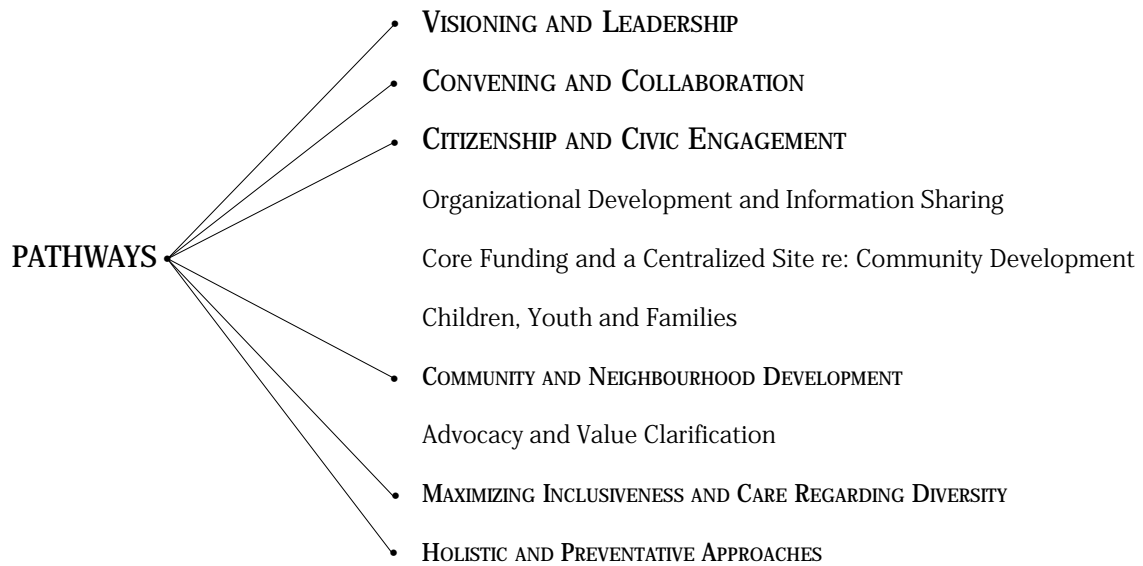 VISIONING AND LEADERSHIP
CONVENING AND COLLABORATION
CITIZENSHIP AND CIVIC ENGAGEMENT
Organizational Development and Information Sharing
PATHWAYS
Core Funding and a Centralized Site re: Community Development
Children, Youth and Families
COMMUNITY AND NEIGHBOURHOOD DEVELOPMENT
Advocacy and Value Clarification
MAXIMIZING INCLUSIVENESS AND CARE REGARDING DIVERSITY
HOLISTIC AND PREVENTATIVE APPROACHES